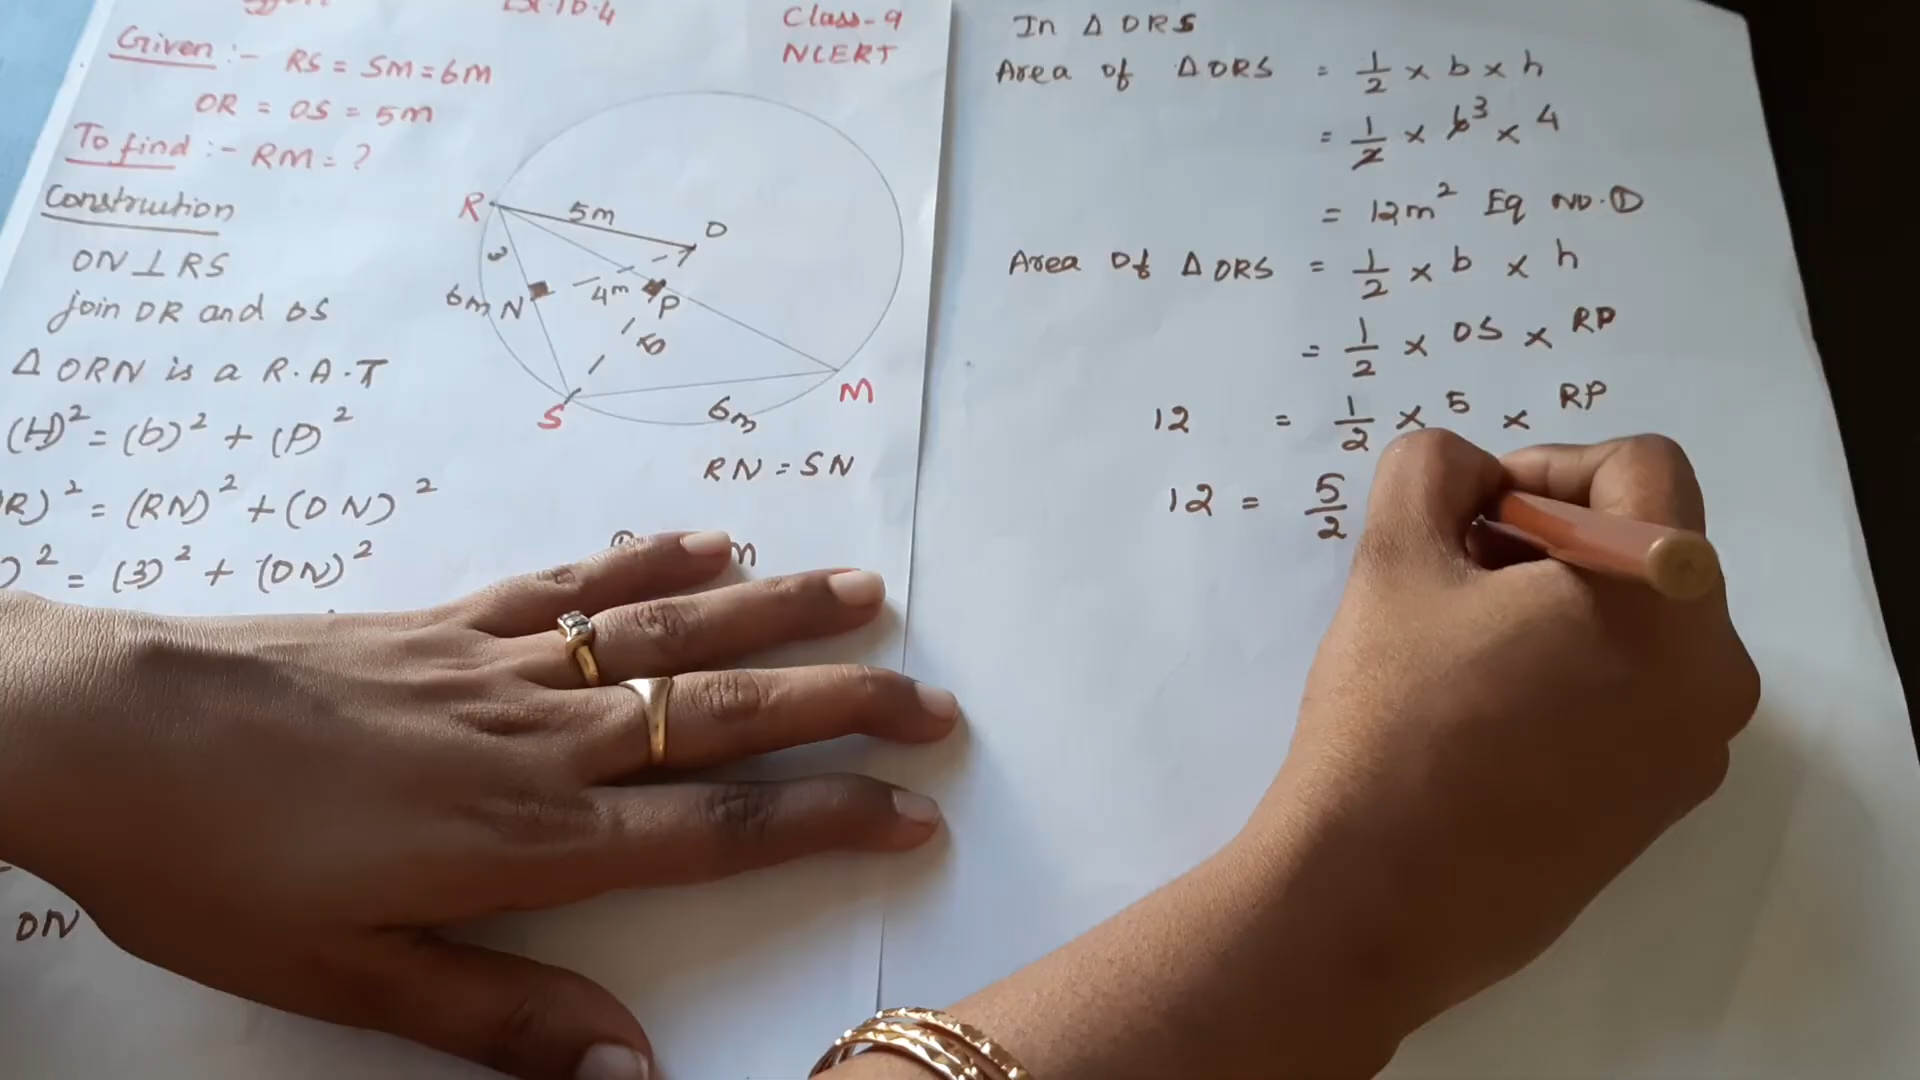 Ex.10.4
Class-9
NCERT
Given :- RS = SM = 6m
OR = OS = 5m
To find :- RM = ?
Construction
ON ⊥ RS
join OR and OS
Δ ORN is a R.A.T
(H)² = (b)² + (P)²
R)² = (RN)² + (ON)²
)² = (3)² + (ON)²
ON
R
5m
O
3
6m N
4m
P
5
S
6m
M
RN = SN
m
In Δ ORS
Area of Δ ORS = 1/2 × b × h
= 1/2 × 6 3 × 4
= 12m² Eq NO.①
Area Of Δ ORS = 1/2 × b × h
= 1/2 × OS × RP
12 = 1/2 × 5 × RP
12 = 5/2